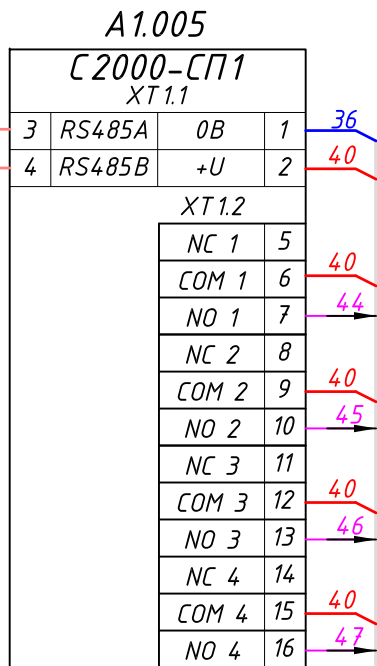 A1.005
С2000-СП1
XT1.1
3 RS485A 0В 1 36
4 RS485B +U 2 40
XT1.2
NC 1 5
COM 1 6 40
NO 1 7 44
NC 2 8
COM 2 9 40
NO 2 10 45
NC 3 11
COM 3 12 40
NO 3 13 46
NC 4 14
COM 4 15 40
NO 4 16 47